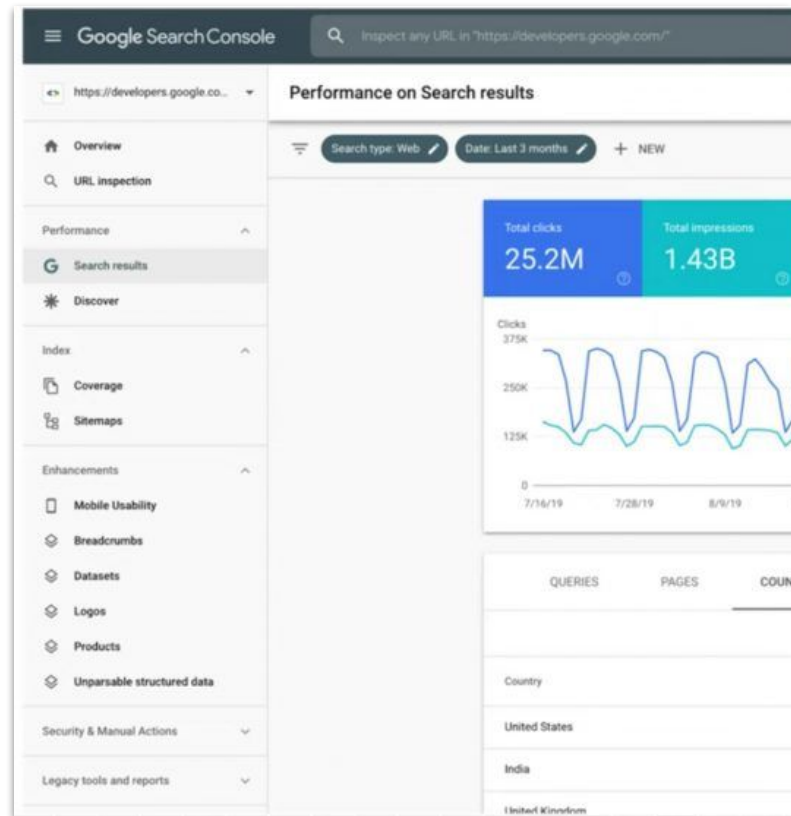 Google Search Console
Inspect any URL in "https://developers.google.com/"
https://developers.google.co...
Performance on Search results
Overview
URL inspection
Search type: Web
Date: Last 3 months
+ NEW
Performance
Search results
Discover
Index
Coverage
Sitemaps
Enhancements
Mobile Usability
Breadcrumbs
Datasets
Logos
Products
Unparsable structured data
Security & Manual Actions
Legacy tools and reports
Total clicks
25.2M
Total impressions
1.43B
Clicks
375K
250K
125K
0
7/16/19 7/28/19 8/9/19
QUERIES PAGES COUN
Country
United States
India
United Kingdom